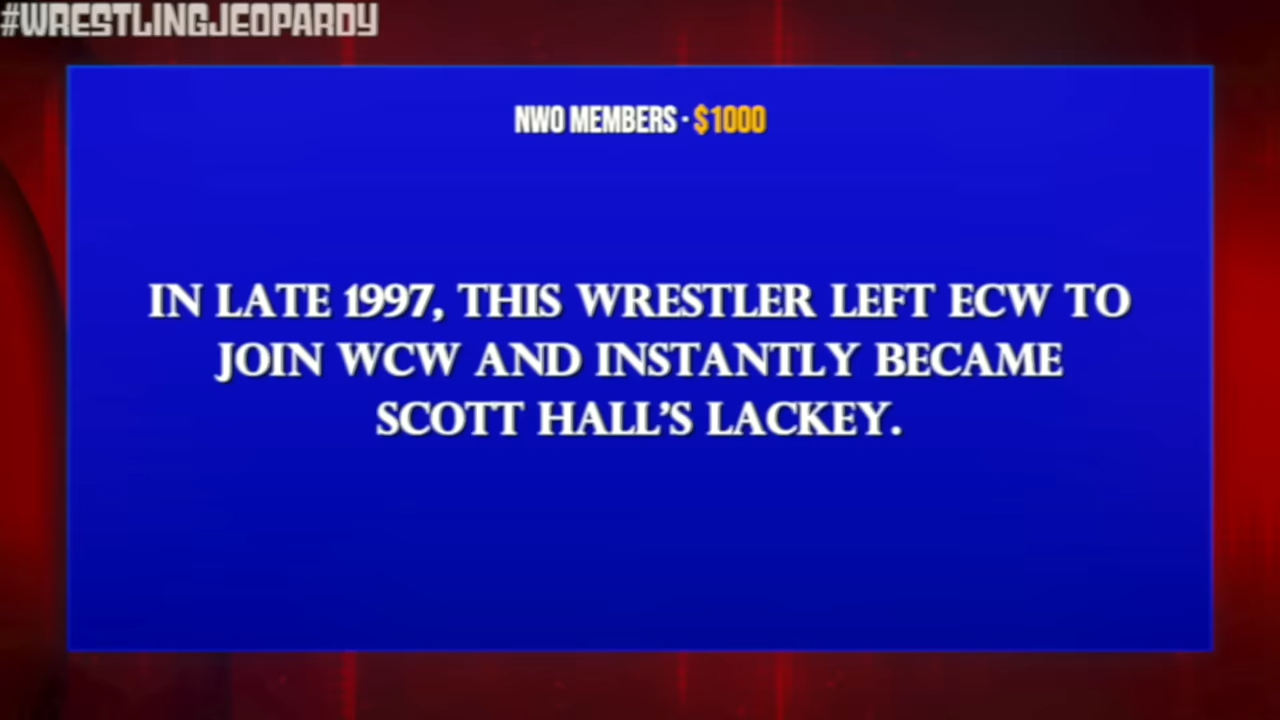 #WRESTLINGJEOPARDY
NWO MEMBERS · $1000
IN LATE 1997, THIS WRESTLER LEFT ECW TO
JOIN WCW AND INSTANTLY BECAME
SCOTT HALL'S LACKEY.